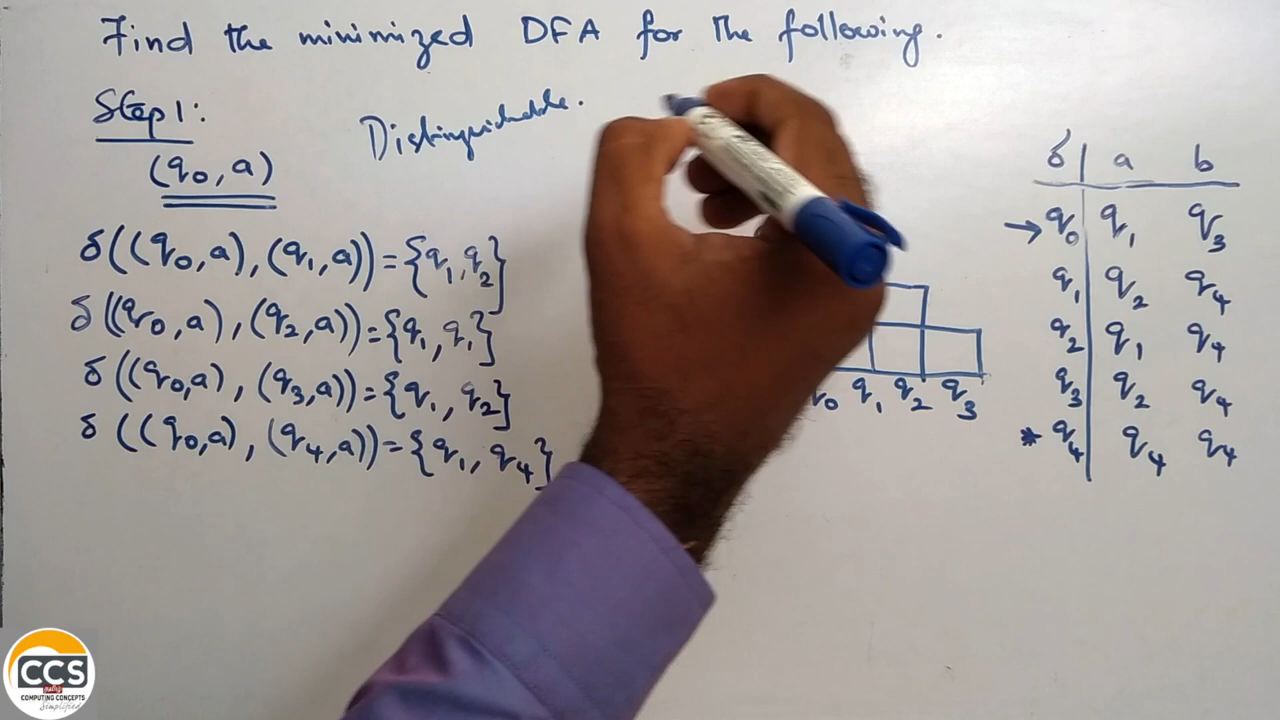 Find the minimized DFA for the following.
Step 1:
Distinguishable.
(q₀, a)
δ((q₀, a), (q₁, a)) = {q₁, q₂}
δ((q₀, a), (q₂, a)) = {q₁, q₁}
δ((q₀, a), (q₃, a)) = {q₁, q₂}
δ((q₀, a), (q₄, a)) = {q₁, q₄}
q₁ q₂ q₃
δ a b
→ q₀ q₁ q₃
q₁ q₂ q₄
q₂ q₁ q₄
q₃ q₂ q₄
* q₄ q₄ q₄
CCS
COMPUTING CONCEPTS
Simplified